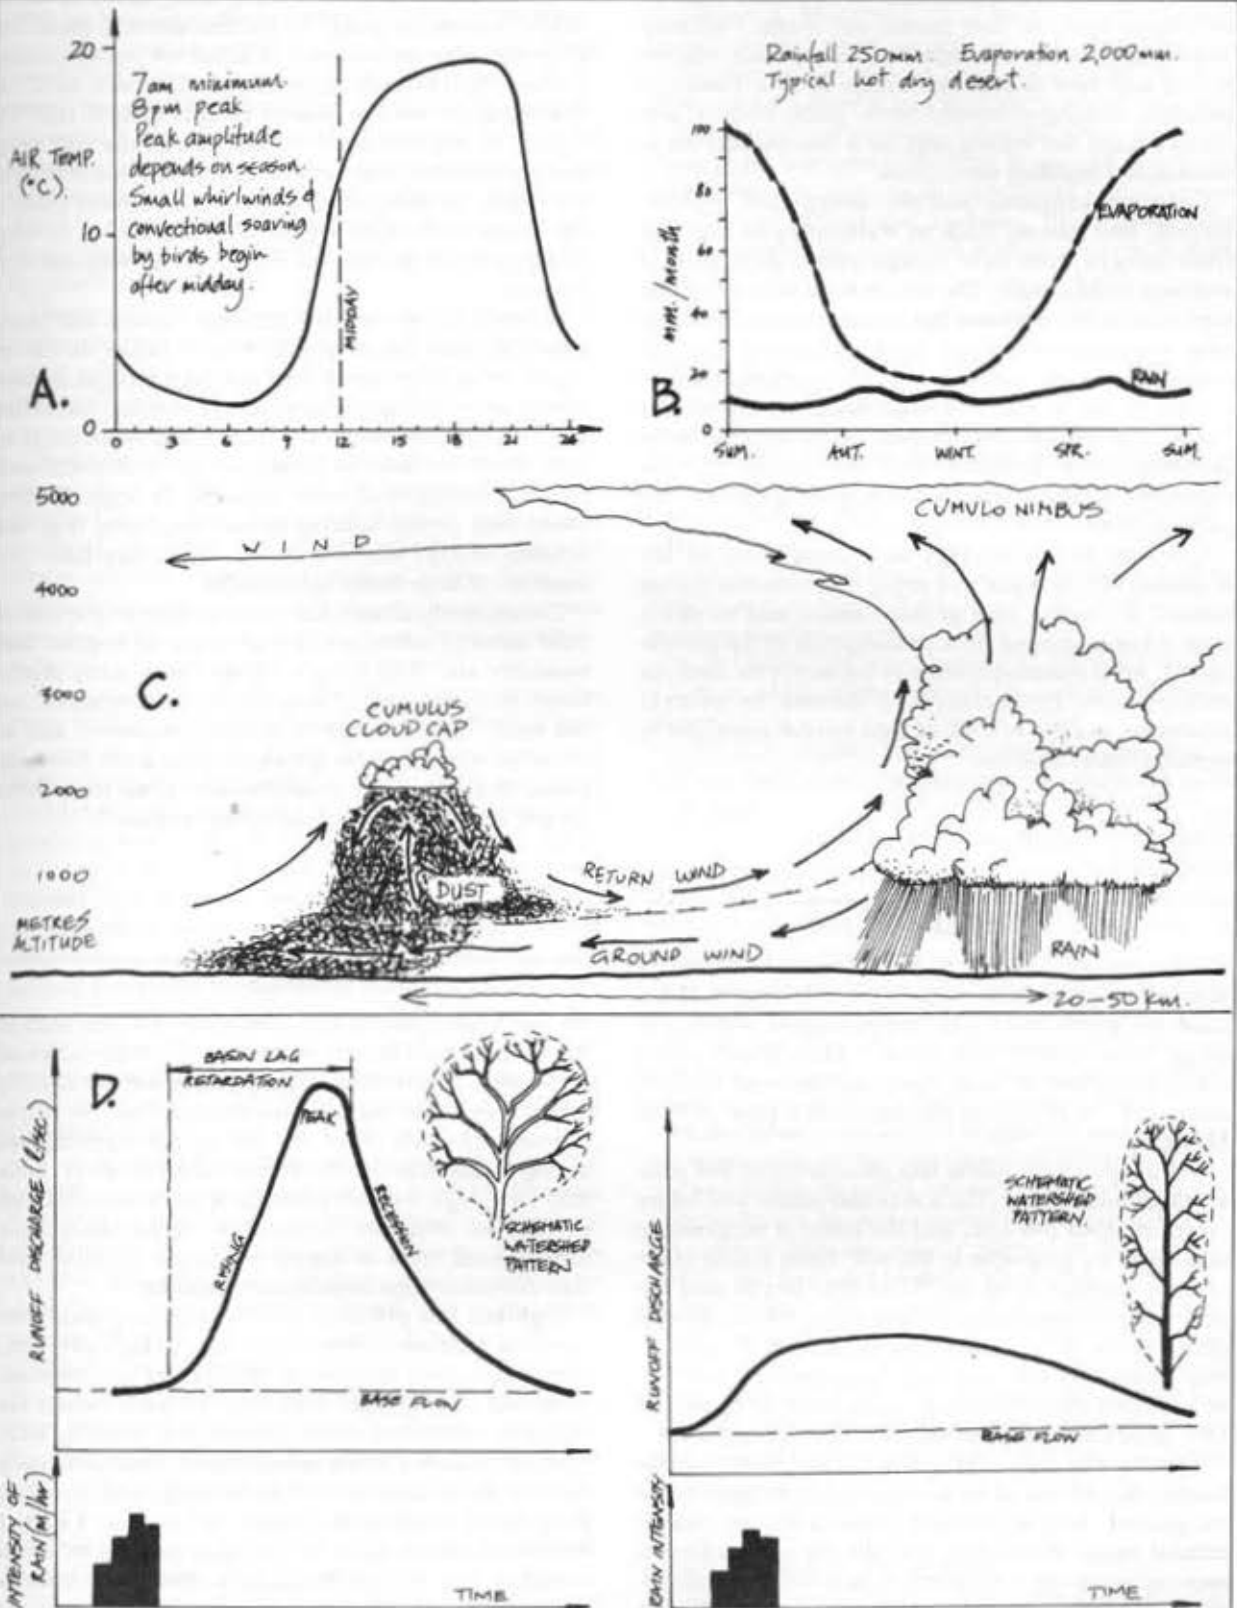 20
7am minimum.
8pm peak
Peak amplitude
depends on season.
Small whirlwinds &
convectional soaring
by birds begin
after midday.
AIR TEMP.
(°C).
10
MIDDAY
A.
0
0 3 6 9 12 15 18 21 24
Rainfall 250mm. Evaporation 2,000mm.
Typical hot dry desert.
100
80
60
40
20
0
MM./month
EVAPORATION
RAIN
B.
SUM. AUT. WINT. SPR. SUM.
5000
4000
3000
2000
1000
METRES
ALTITUDE
WIND
C.
CUMULO NIMBUS
CUMULUS
CLOUD CAP
DUST
RETURN WIND
GROUND WIND
RAIN
20-50 Km.
D.
BASIN LAG
RETARDATION
PEAK
RISING
RECESSION
RUNOFF DISCHARGE (l/sec.)
SCHEMATIC
WATERSHED
PATTERN
BASE FLOW
INTENSITY OF
RAIN (m/hr)
TIME
RUNOFF DISCHARGE
SCHEMATIC
WATERSHED
PATTERN
BASE FLOW
RAIN INTENSITY
TIME